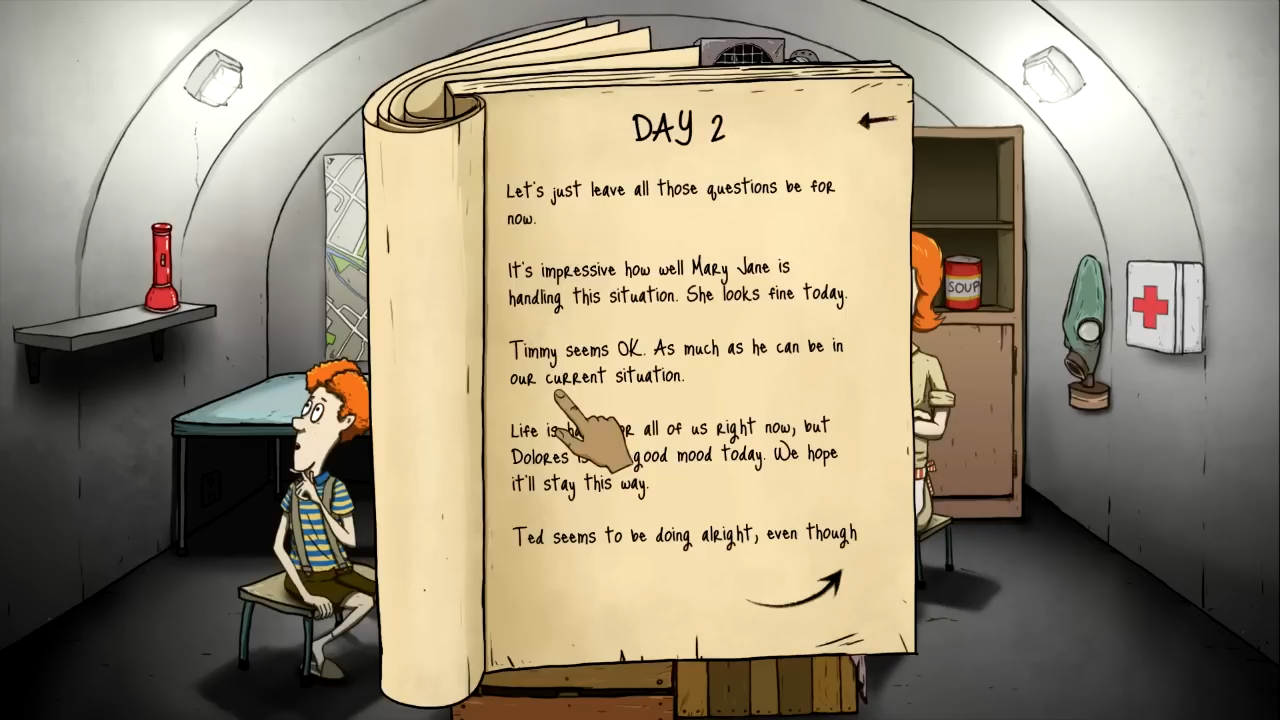 DAY 2
Let's just leave all those questions be for
now.
It's impressive how well Mary Jane is
handling this situation. She looks fine today.
Timmy seems OK. As much as he can be in
our current situation.
Life is all of us right now, but
Dolores good mood today. We hope
it'll stay this way.
Ted seems to be doing alright, even though
SOUP